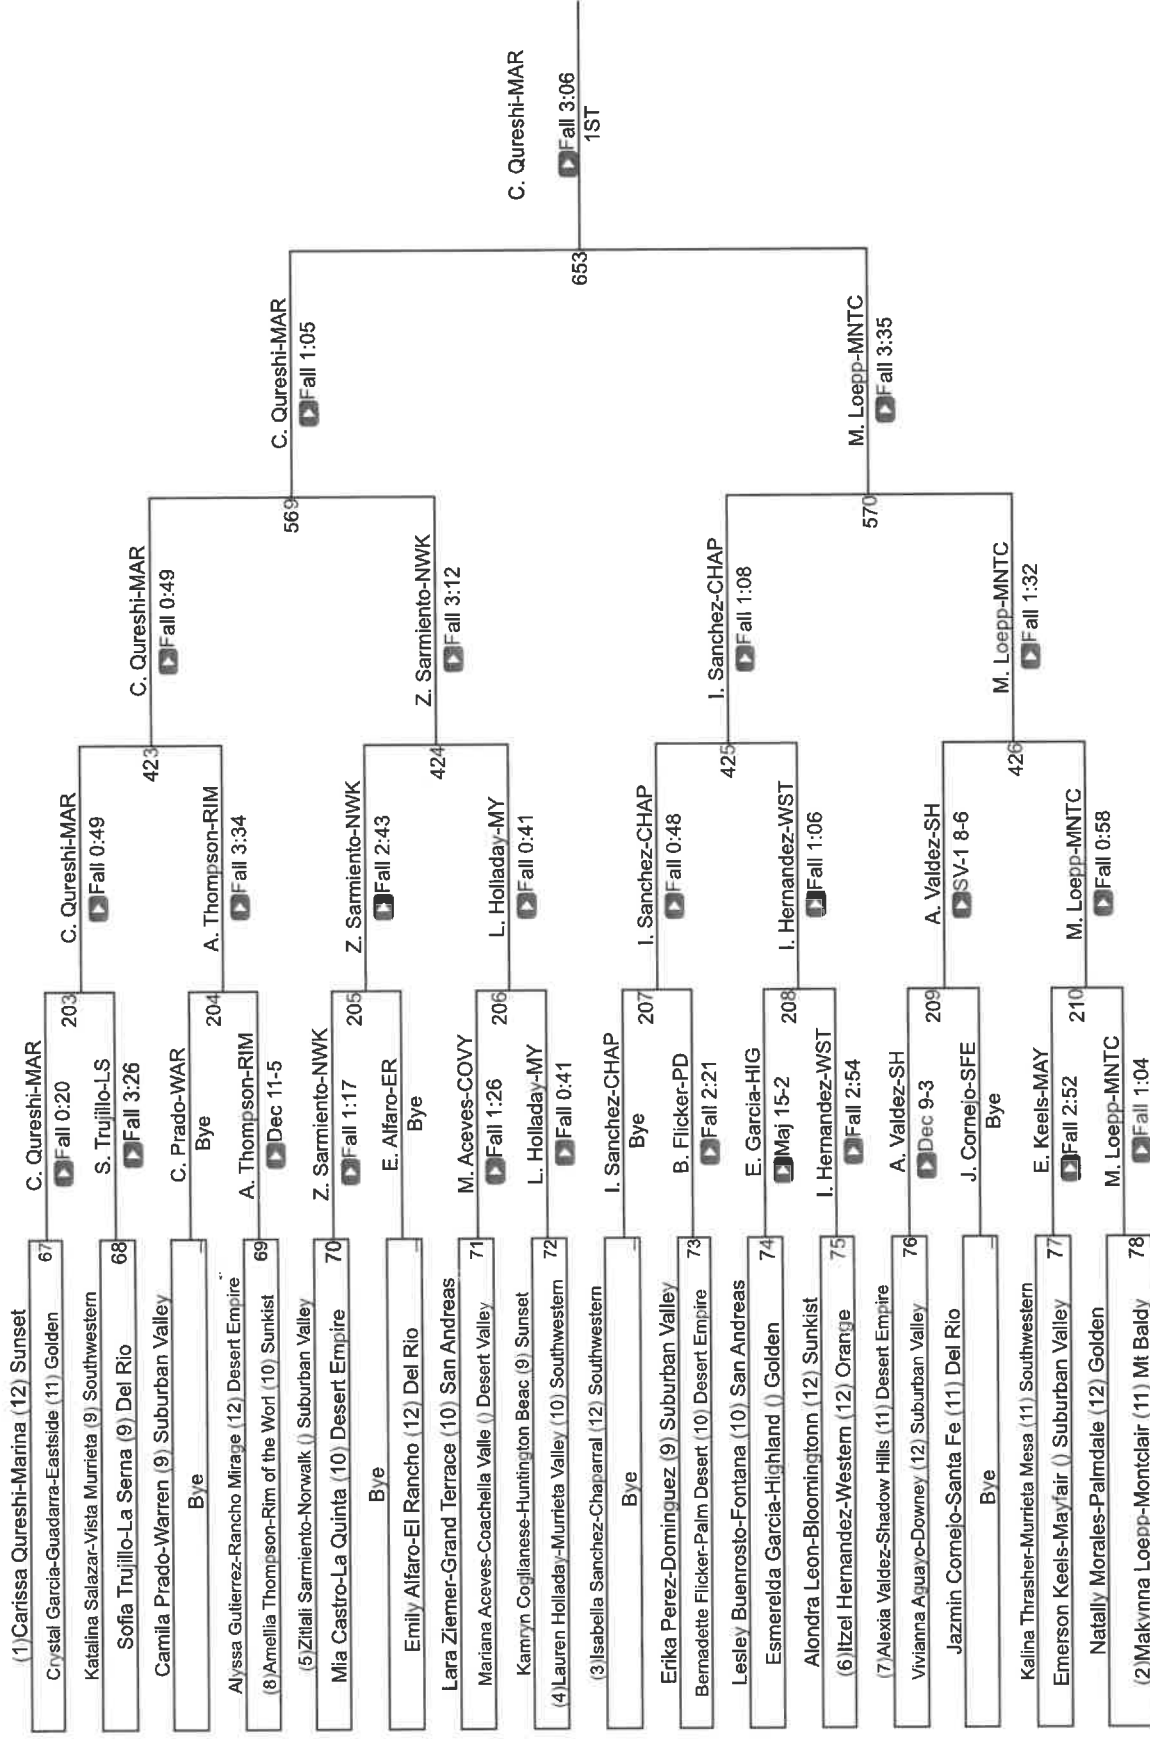 (1)Carissa Qureshi-Marina (12) Sunset
67
Crystal Garcia-Guadarra-Eastside (11) Golden
Katalina Salazar-Vista Murrieta (9) Southwestern
68
Sofia Trujillo-La Serna (9) Del Rio
Camila Prado-Warren (9) Suburban Valley
Bye
Alyssa Gutierrez-Rancho Mirage (12) Desert Empire
69
(8)Amellia Thompson-Rim of the Worl (10) Sunkist
(5)Zitlali Sarmiento-Norwalk () Suburban Valley
70
Mia Castro-La Quinta (10) Desert Empire
Bye
Emily Alfaro-El Rancho (12) Del Rio
Lara Ziemer-Grand Terrace (10) San Andreas
71
Mariana Aceves-Coachella Valle () Desert Valley
Kamryn Coglianese-Huntington Beac (9) Sunset
72
(4)Lauren Holladay-Murrieta Valley (10) Southwestern
(3)Isabella Sanchez-Chaparral (12) Southwestern
Bye
Erika Perez-Dominguez (9) Suburban Valley
73
Bernadette Flicker-Palm Desert (10) Desert Empire
Lesley Buenrosto-Fontana (10) San Andreas
74
Esmerelda Garcia-Highland () Golden
Alondra Leon-Bloomingtonn (12) Sunkist
75
(6)Itzel Hernandez-Western (12) Orange
(7)Alexia Valdez-Shadow Hills (11) Desert Empire
76
Vivianna Aguayo-Downey (12) Suburban Valley
Jazmin Cornejo-Santa Fe (11) Del Rio
Bye
Kalina Thrasher-Murrieta Mesa (11) Southwestern
77
Emerson Keels-Mayfair () Suburban Valley
Natally Morales-Palmdale (12) Golden
78
(2)Makynna Loepp-Montclair (11) Mt Baldy
C. Qureshi-MAR
Fall 0:20
203
S. Trujillo-LS
Fall 3:26
C. Prado-WAR
Bye
204
A. Thompson-RIM
Dec 11-5
Z. Sarmiento-NWK
Fall 1:17
205
E. Alfaro-ER
Bye
M. Aceves-COVY
Fall 1:26
206
L. Holladay-MY
Fall 0:41
I. Sanchez-CHAP
Bye
207
B. Flicker-PD
Fall 2:21
E. Garcia-HIG
Maj 15-2
208
I. Hernandez-WST
Fall 2:54
A. Valdez-SH
Dec 9-3
209
J. Cornejo-SFE
Bye
E. Keels-MAY
Fall 2:52
210
M. Loepp-MNTC
Fall 1:04
C. Qureshi-MAR
Fall 0:49
423
A. Thompson-RIM
Fall 3:34
Z. Sarmiento-NWK
Fall 2:43
424
L. Holladay-MY
Fall 0:41
I. Sanchez-CHAP
Fall 0:48
425
I. Hernandez-WST
Fall 1:06
A. Valdez-SH
SV-1 8-6
426
M. Loepp-MNTC
Fall 0:58
C. Qureshi-MAR
Fall 0:49
569
Z. Sarmiento-NWK
Fall 3:12
I. Sanchez-CHAP
Fall 1:08
570
M. Loepp-MNTC
Fall 1:32
C. Qureshi-MAR
Fall 1:05
653
M. Loepp-MNTC
Fall 3:35
C. Qureshi-MAR
Fall 3:06
1ST